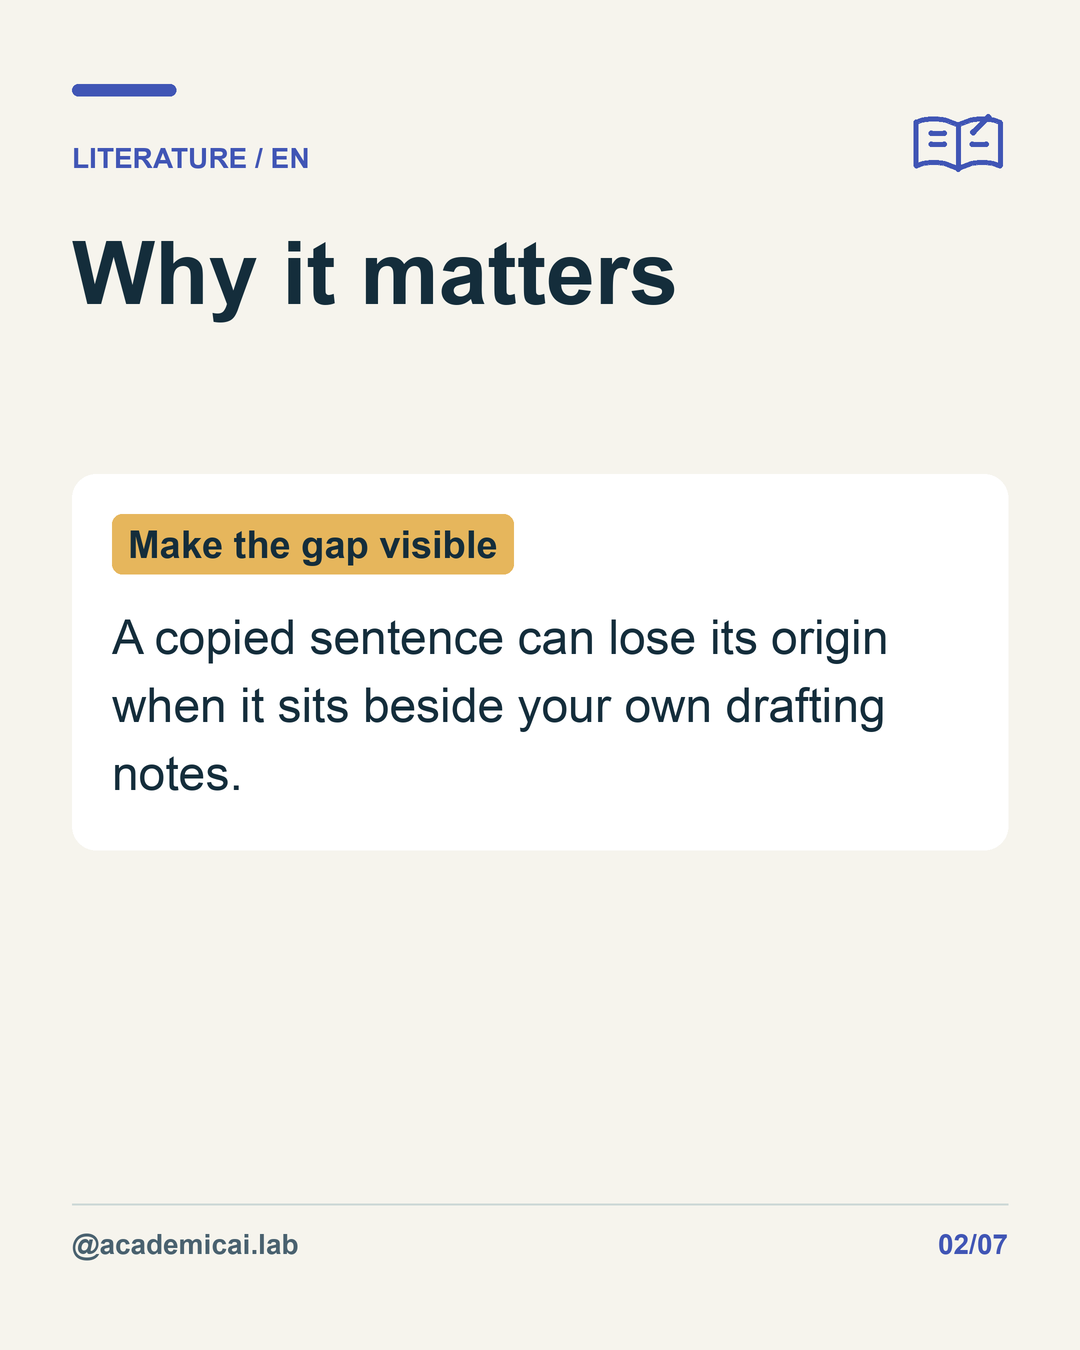 LITERATURE / EN
Why it matters
Make the gap visible
A copied sentence can lose its origin
when it sits beside your own drafting
notes.
@academicai.lab
02/07